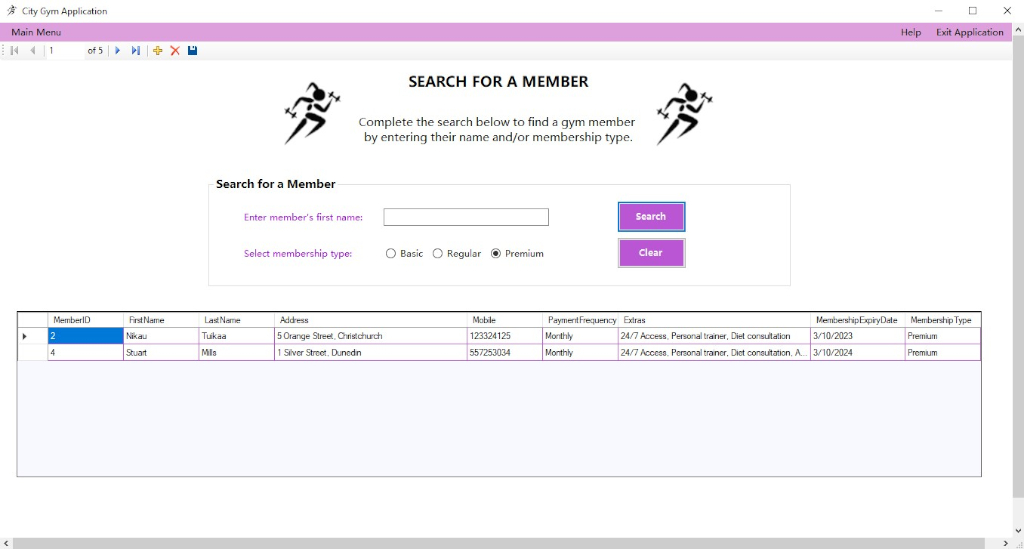 City Gym Application
Main Menu Help Exit Application
1 of 5
SEARCH FOR A MEMBER
Complete the search below to find a gym member
by entering their name and/or membership type.
Search for a Member
Enter member's first name: Search
Select membership type: Basic Regular Premium Clear
MemberID FirstName LastName Address Mobile PaymentFrequency Extras MembershipExpiryDate MembershipType
2 Nikau Tuikaa 5 Orange Street, Christchurch 123324125 Monthly 24/7 Access, Personal trainer, Diet consultation 3/10/2023 Premium
4 Stuart Mills 1 Silver Street, Dunedin 557253034 Monthly 24/7 Access, Personal trainer, Diet consultation, A... 3/10/2024 Premium